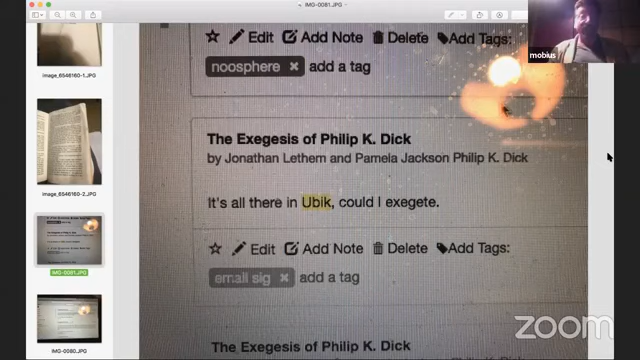 IMG-0081.JPG
image_6546160-1.JPG
image_6546160-2.JPG
IMG-0081.JPG
IMG-0080.JPG
Edit Add Note Delete Add Tags:
noosphere × add a tag
The Exegesis of Philip K. Dick
by Jonathan Lethem and Pamela Jackson Philip K. Dick
It's all there in Ubik, could I exegete.
Edit Add Note Delete Add Tags:
email sig × add a tag
The Exegesis of Philip K. Dick
mobius
zoom